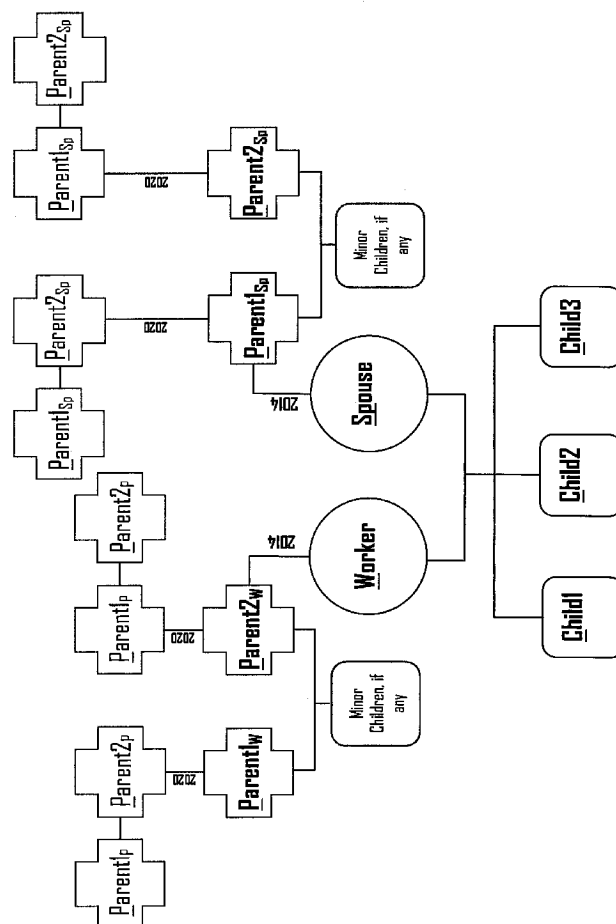 Parent1Sp
Parent2Sp
Parent1Sp
Parent2Sp
Parent1P
Parent2P
Parent1P
Parent2P
2020
2020
2020
2020
Parent1W
Parent2W
Parent1Sp
Parent2Sp
2014
2014
Minor
Children, if
any
Minor
Children, if
any
Worker
Spouse
Child1
Child2
Child3